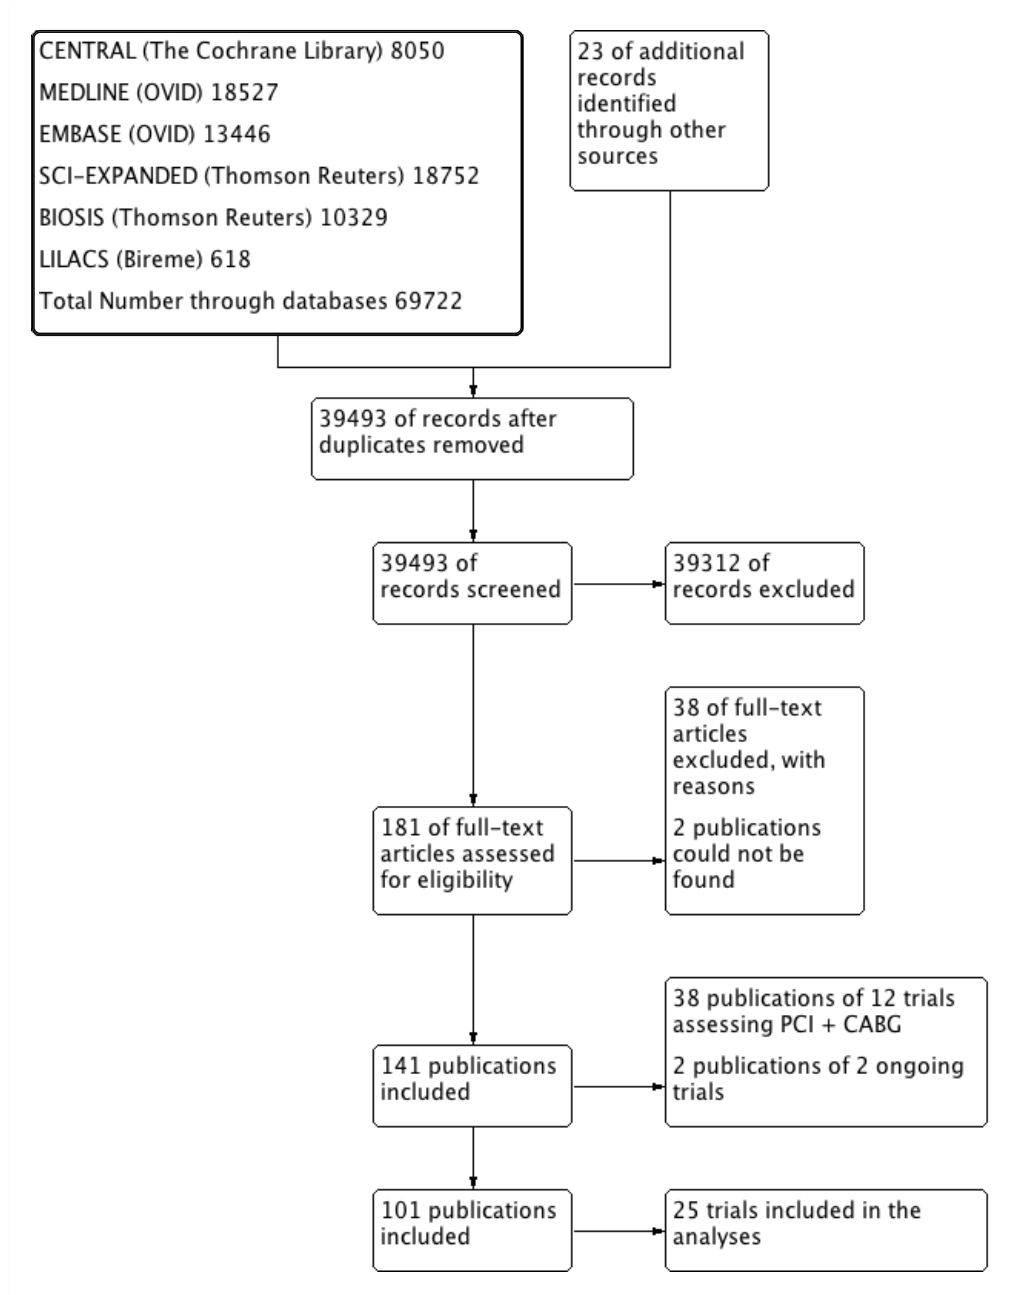 CENTRAL (The Cochrane Library) 8050
MEDLINE (OVID) 18527
EMBASE (OVID) 13446
SCI-EXPANDED (Thomson Reuters) 18752
BIOSIS (Thomson Reuters) 10329
LILACS (Bireme) 618
Total Number through databases 69722
23 of additional
records
identified
through other
sources
39493 of records after
duplicates removed
39493 of
records screened
39312 of
records excluded
38 of full-text
articles
excluded, with
reasons
2 publications
could not be
found
181 of full-text
articles assessed
for eligibility
38 publications of 12 trials
assessing PCI + CABG
2 publications of 2 ongoing
trials
141 publications
included
101 publications
included
25 trials included in the
analyses